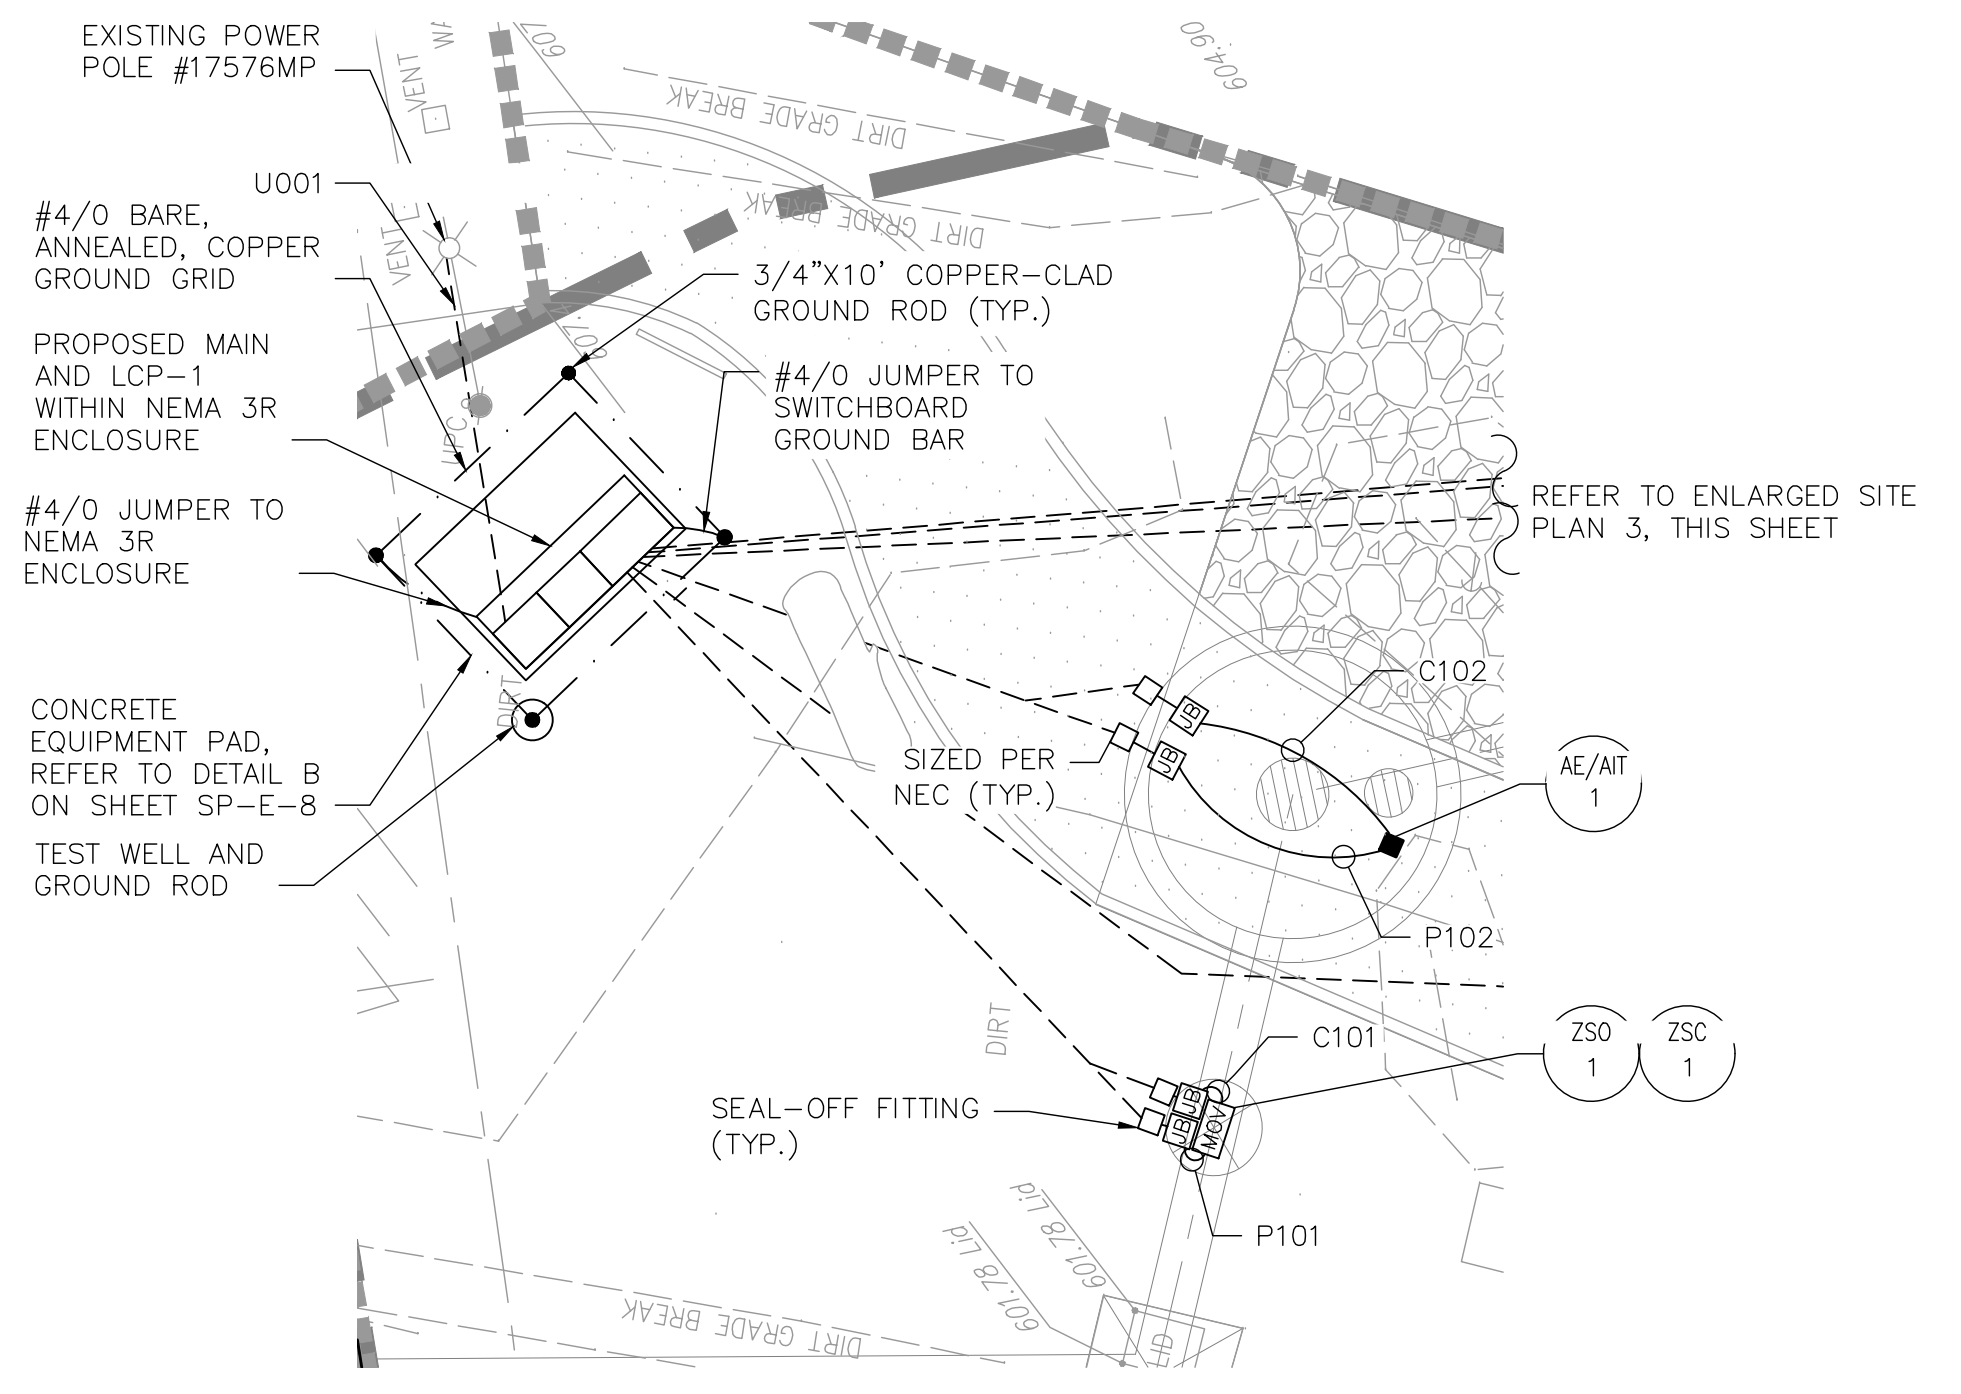 EXISTING POWER
POLE #17576MP
U001
#4/0 BARE,
ANNEALED, COPPER
GROUND GRID
PROPOSED MAIN
AND LCP-1
WITHIN NEMA 3R
ENCLOSURE
#4/0 JUMPER TO
NEMA 3R
ENCLOSURE
CONCRETE
EQUIPMENT PAD,
REFER TO DETAIL B
ON SHEET SP-E-8
TEST WELL AND
GROUND ROD
VENT
VENT
607
604.90
DIRT GRADE BREAK
DIRT GRADE BREAK
3/4"X10' COPPER-CLAD
GROUND ROD (TYP.)
#4/0 JUMPER TO
SWITCHBOARD
GROUND BAR
REFER TO ENLARGED SITE
PLAN 3, THIS SHEET
DIRT
C102
JB
JB
SIZED PER
NEC (TYP.)
AE/AIT
1
P102
DIRT
C101
ZSO
1
ZSC
1
JB
JB
MOV
SEAL-OFF FITTING
(TYP.)
P101
601.78 Lid
601.78 Lid
DIRT GRADE BREAK